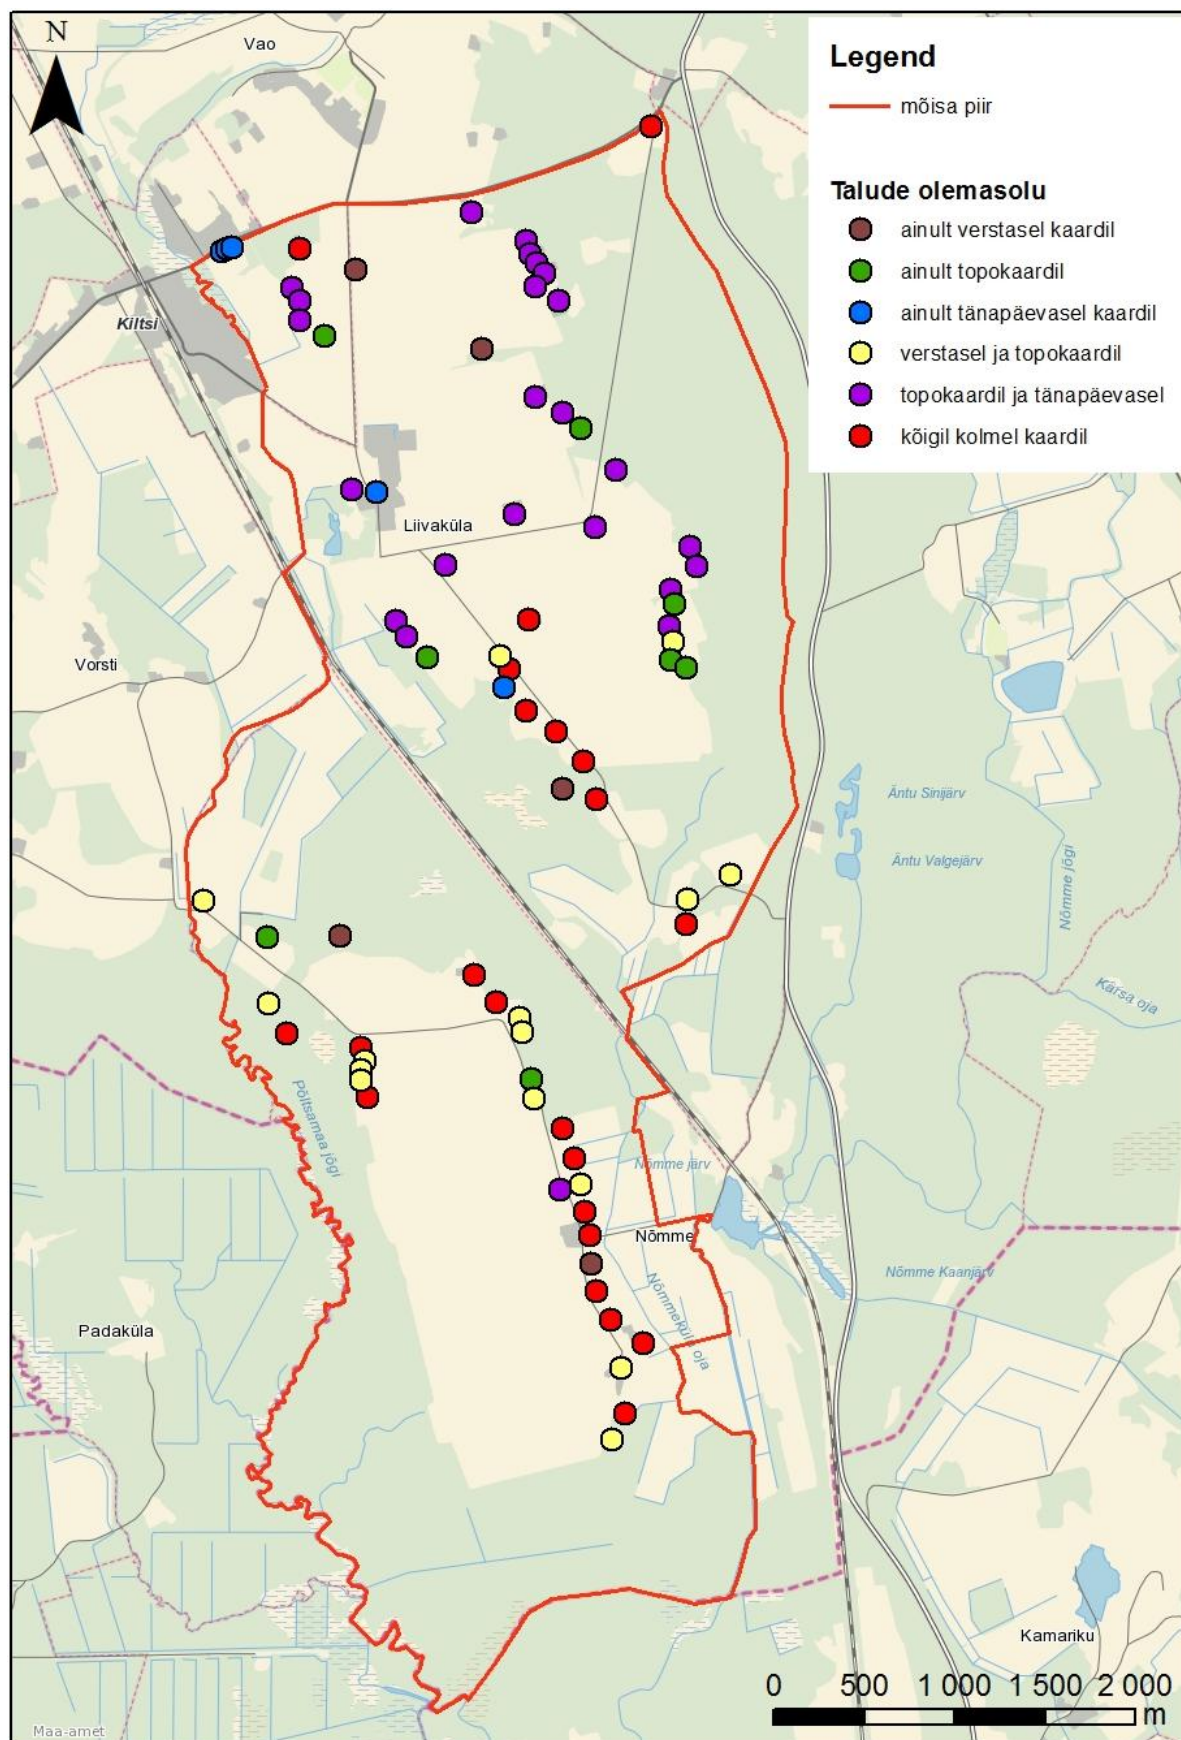 N
Vao
Legend
mõisa piir
Talude olemasolu
ainult verstasel kaardil
ainult topokaardil
ainult tänapäevasel kaardil
verstasel ja topokaardil
topokaardil ja tänapäevasel
kõigil kolmel kaardil
Kiltsi
Liivaküla
Vorsti
Äntu Sinijärv
Äntu Valgejärv
Nõmme jõgi
Kärsa oja
Põltsamaa jõgi
Nõmme järv
Nõmme
Nõmme Kaanjärv
Nõmmeküla oja
Padaküla
Kamariku
0 500 1 000 1 500 2 000
m
Maa-amet